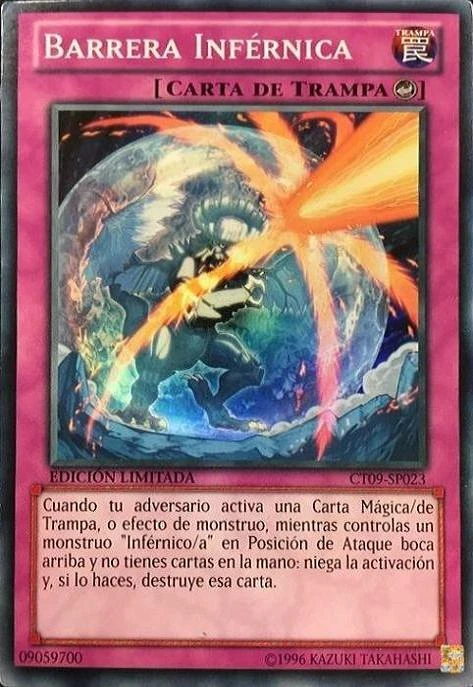 BARRERA INFÉRNICA
TRAMPA
罠
[CARTA DE TRAMPA]
EDICIÓN LIMITADA CT09-SP023
Cuando tu adversario activa una Carta Mágica/de
Trampa, o efecto de monstruo, mientras controlas un
monstruo "Inférnico/a" en Posición de Ataque boca
arriba y no tienes cartas en la mano: niega la activación
y, si lo haces, destruye esa carta.
09059700 ©1996 KAZUKI TAKAHASHI